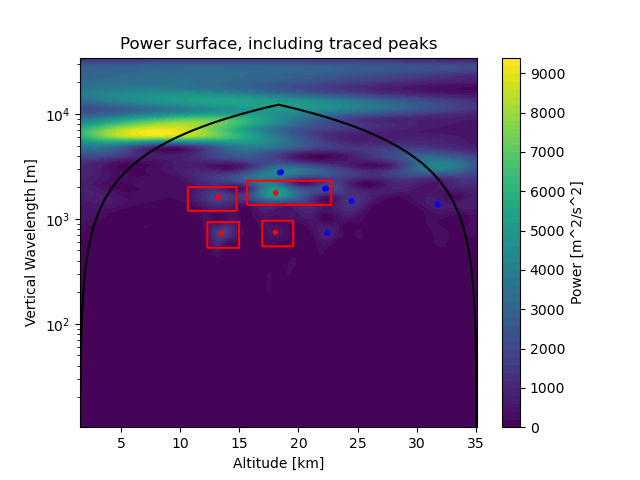 Power surface, including traced peaks
Vertical Wavelength [m]
10^4
10^3
10^2
5 10 15 20 25 30 35
Altitude [km]
9000
8000
7000
6000
5000
4000
3000
2000
1000
0
Power [m^2/s^2]